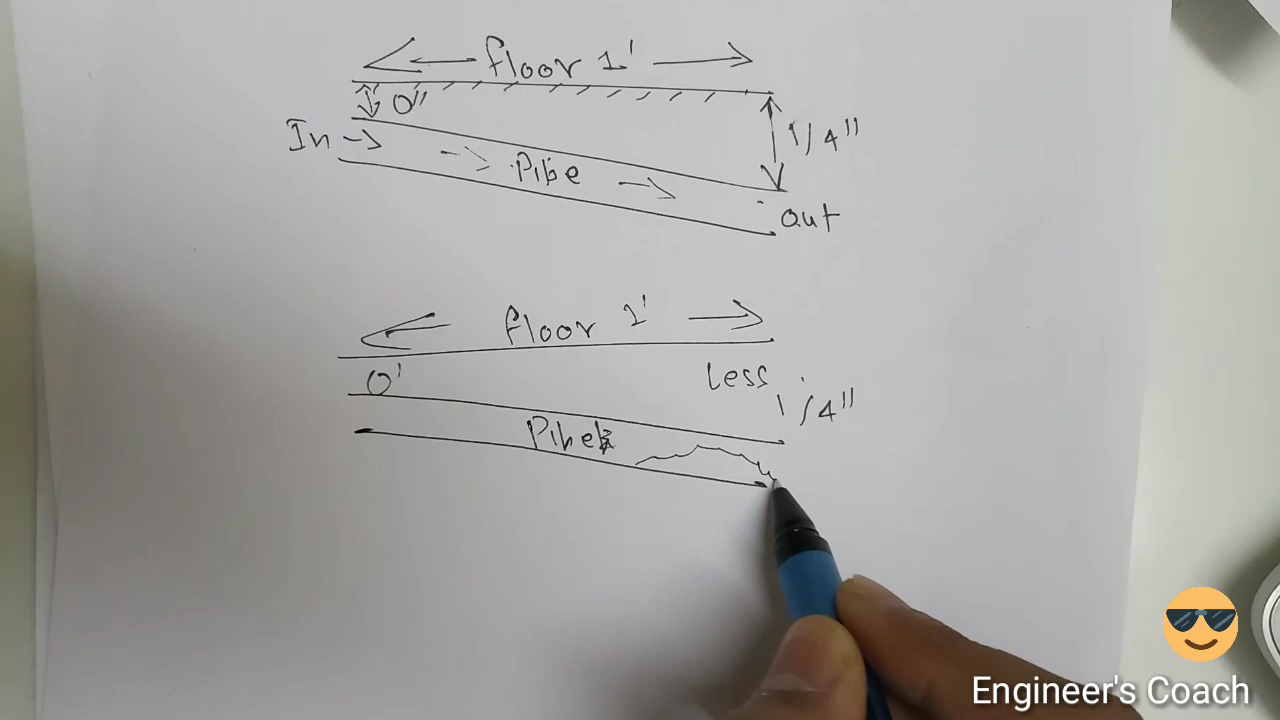 floor 1'
0"
In
Pipe
1/4"
out
floor 1'
0'
Less
1/4"
Pipe
Engineer's Coach